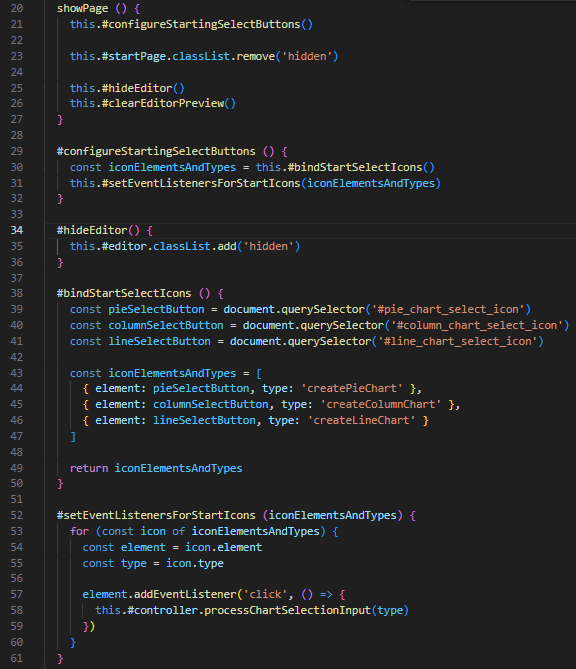 20 showPage () {
21 this.#configureStartingSelectButtons()
22
23 this.#startPage.classList.remove('hidden')
24
25 this.#hideEditor()
26 this.#clearEditorPreview()
27 }
28
29 #configureStartingSelectButtons () {
30 const iconElementsAndTypes = this.#bindStartSelectIcons()
31 this.#setEventListenersForStartIcons(iconElementsAndTypes)
32 }
33
34 #hideEditor() {
35 this.#editor.classList.add('hidden')
36 }
37
38 #bindStartSelectIcons () {
39 const pieSelectButton = document.querySelector('#pie_chart_select_icon')
40 const columnSelectButton = document.querySelector('#column_chart_select_icon')
41 const lineSelectButton = document.querySelector('#line_chart_select_icon')
42
43 const iconElementsAndTypes = [
44 { element: pieSelectButton, type: 'createPieChart' },
45 { element: columnSelectButton, type: 'createColumnChart' },
46 { element: lineSelectButton, type: 'createLineChart' }
47 ]
48
49 return iconElementsAndTypes
50 }
51
52 #setEventListenersForStartIcons (iconElementsAndTypes) {
53 for (const icon of iconElementsAndTypes) {
54 const element = icon.element
55 const type = icon.type
56
57 element.addEventListener('click', () => {
58 this.#controller.processChartSelectionInput(type)
59 })
60 }
61 }